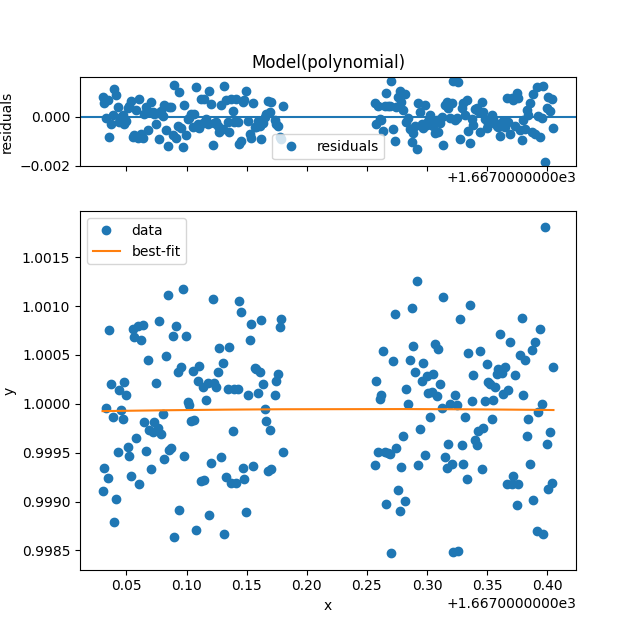 Model(polynomial)
residuals
0.000
−0.002
residuals
+1.6670000000e3
y
1.0015
1.0010
1.0005
1.0000
0.9995
0.9990
0.9985
data
best-fit
0.05 0.10 0.15 0.20 0.25 0.30 0.35 0.40
x
+1.6670000000e3